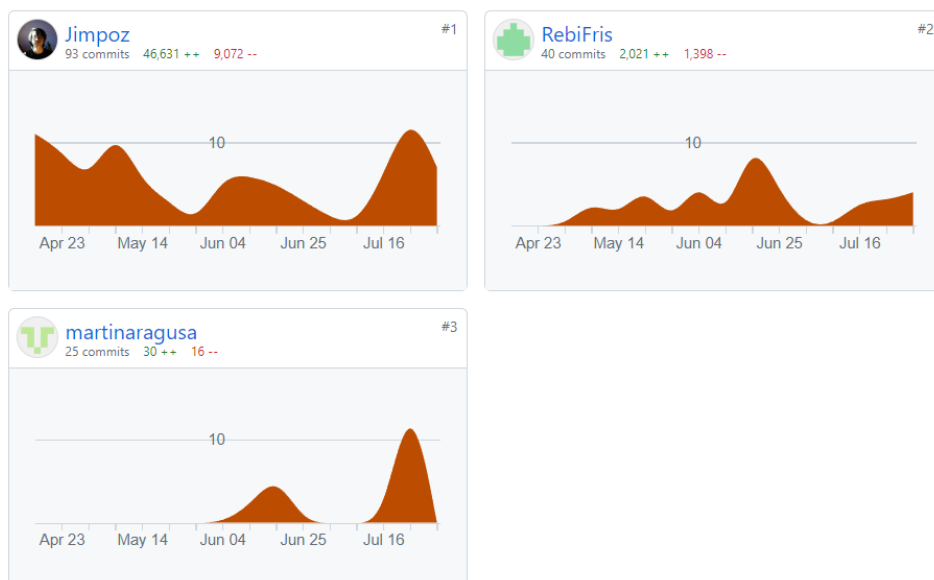 Jimpoz #1
93 commits 46,631 ++ 9,072 --
10
Apr 23 May 14 Jun 04 Jun 25 Jul 16
RebiFris #2
40 commits 2,021 ++ 1,398 --
10
Apr 23 May 14 Jun 04 Jun 25 Jul 16
martinaragusa #3
25 commits 30 ++ 16 --
10
Apr 23 May 14 Jun 04 Jun 25 Jul 16